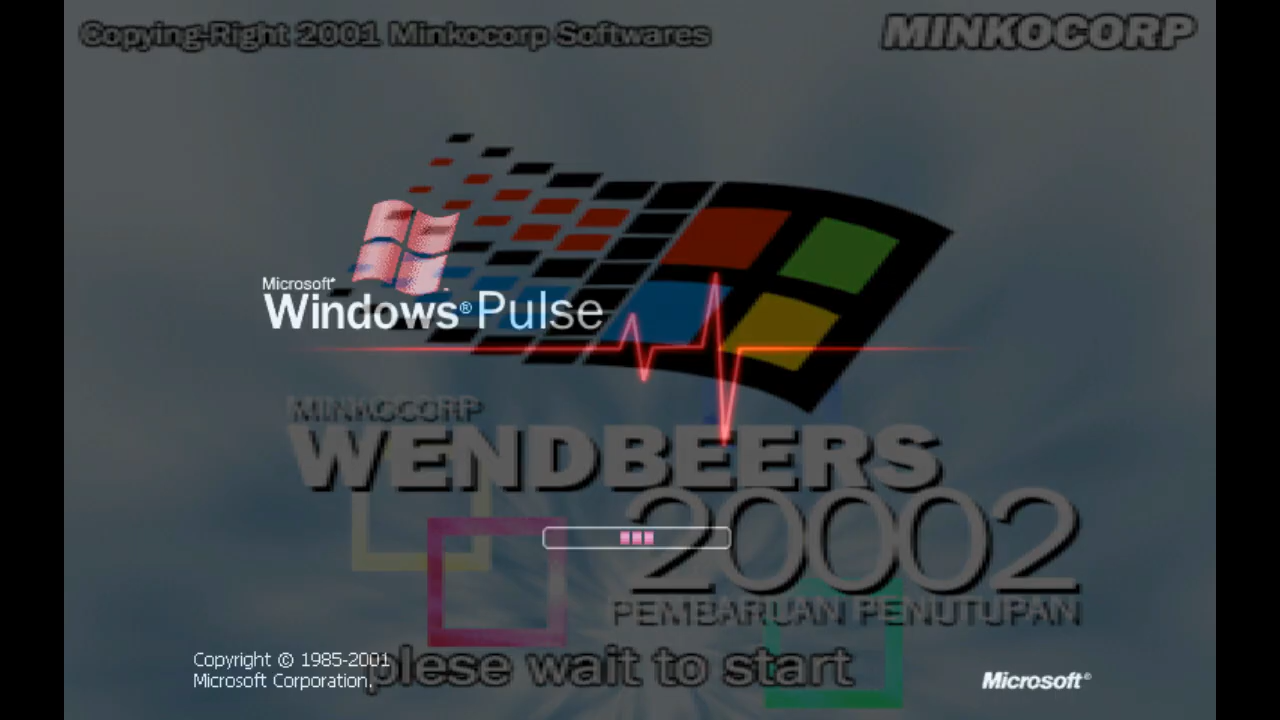 Copying-Right 2001 Minkocorp Softwares
MINKOCORP
Microsoft®
Windows® Pulse
MINKOCORP
WENDBEERS
20002
PEMBARUAN PENUTUPAN
plese wait to start
Copyright © 1985-2001
Microsoft Corporation,
Microsoft®